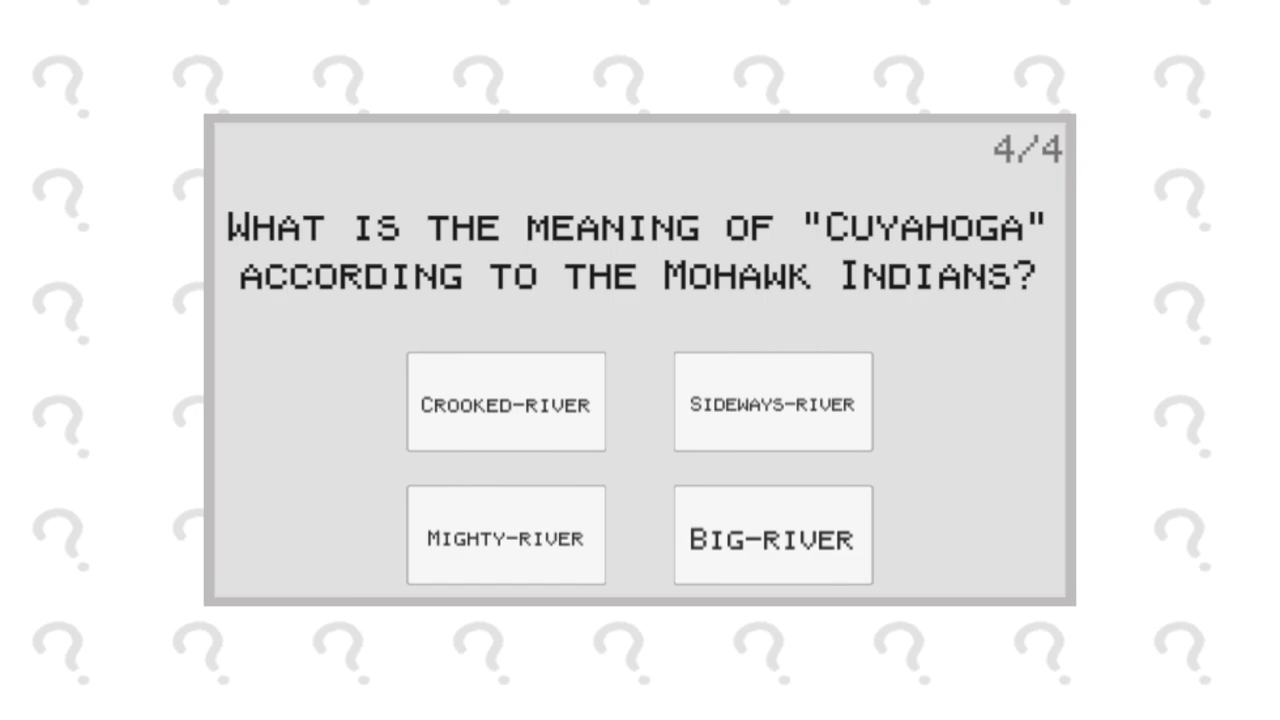 4/4
What is the meaning of "Cuyahoga"
according to the Mohawk Indians?
Crooked-river
Sideways-river
Mighty-river
Big-river